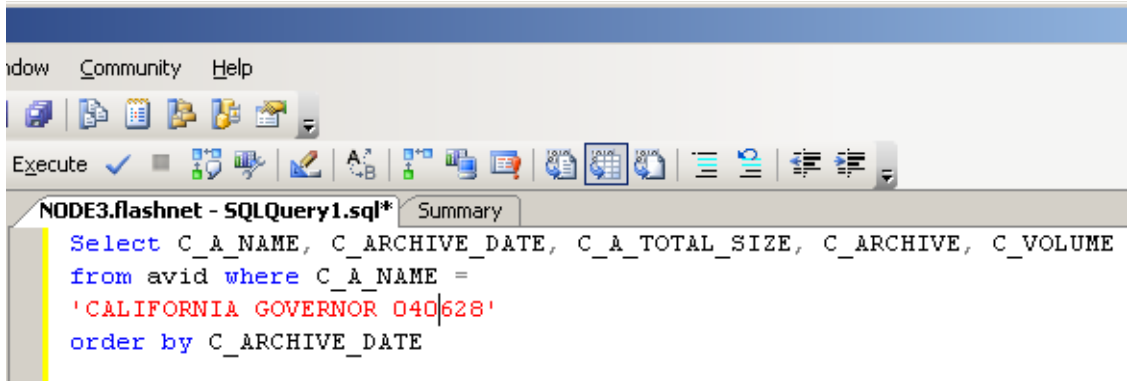 ndow Community Help
Execute
NODE3.flashnet - SQLQuery1.sql* Summary
Select C_A_NAME, C_ARCHIVE_DATE, C_A_TOTAL_SIZE, C_ARCHIVE, C_VOLUME
from avid where C_A_NAME =
'CALIFORNIA GOVERNOR 040628'
order by C_ARCHIVE_DATE